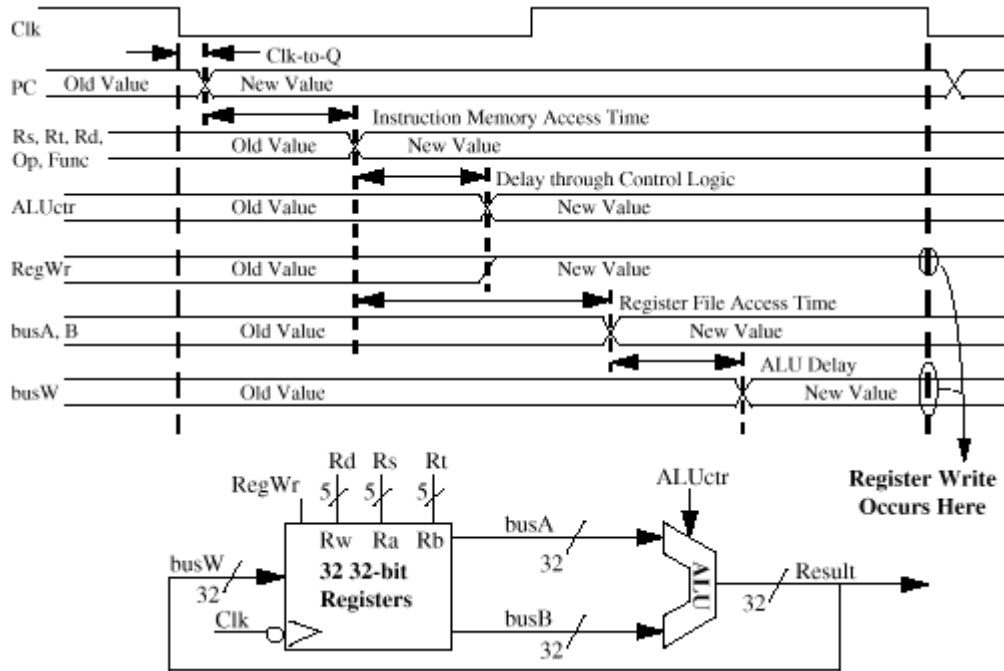 Clk
Clk-to-Q
PC Old Value New Value
Instruction Memory Access Time
Rs, Rt, Rd,
Op, Func
Old Value New Value
Delay through Control Logic
ALUctr Old Value New Value
RegWr Old Value New Value
Register File Access Time
busA, B Old Value New Value
ALU Delay
busW Old Value New Value
Register Write
Occurs Here
Rd Rs Rt
RegWr 5 5 5
ALUctr
Rw Ra Rb
busA
32
busW
32
32 32-bit
Registers
ALU
Result
32
Clk
busB
32